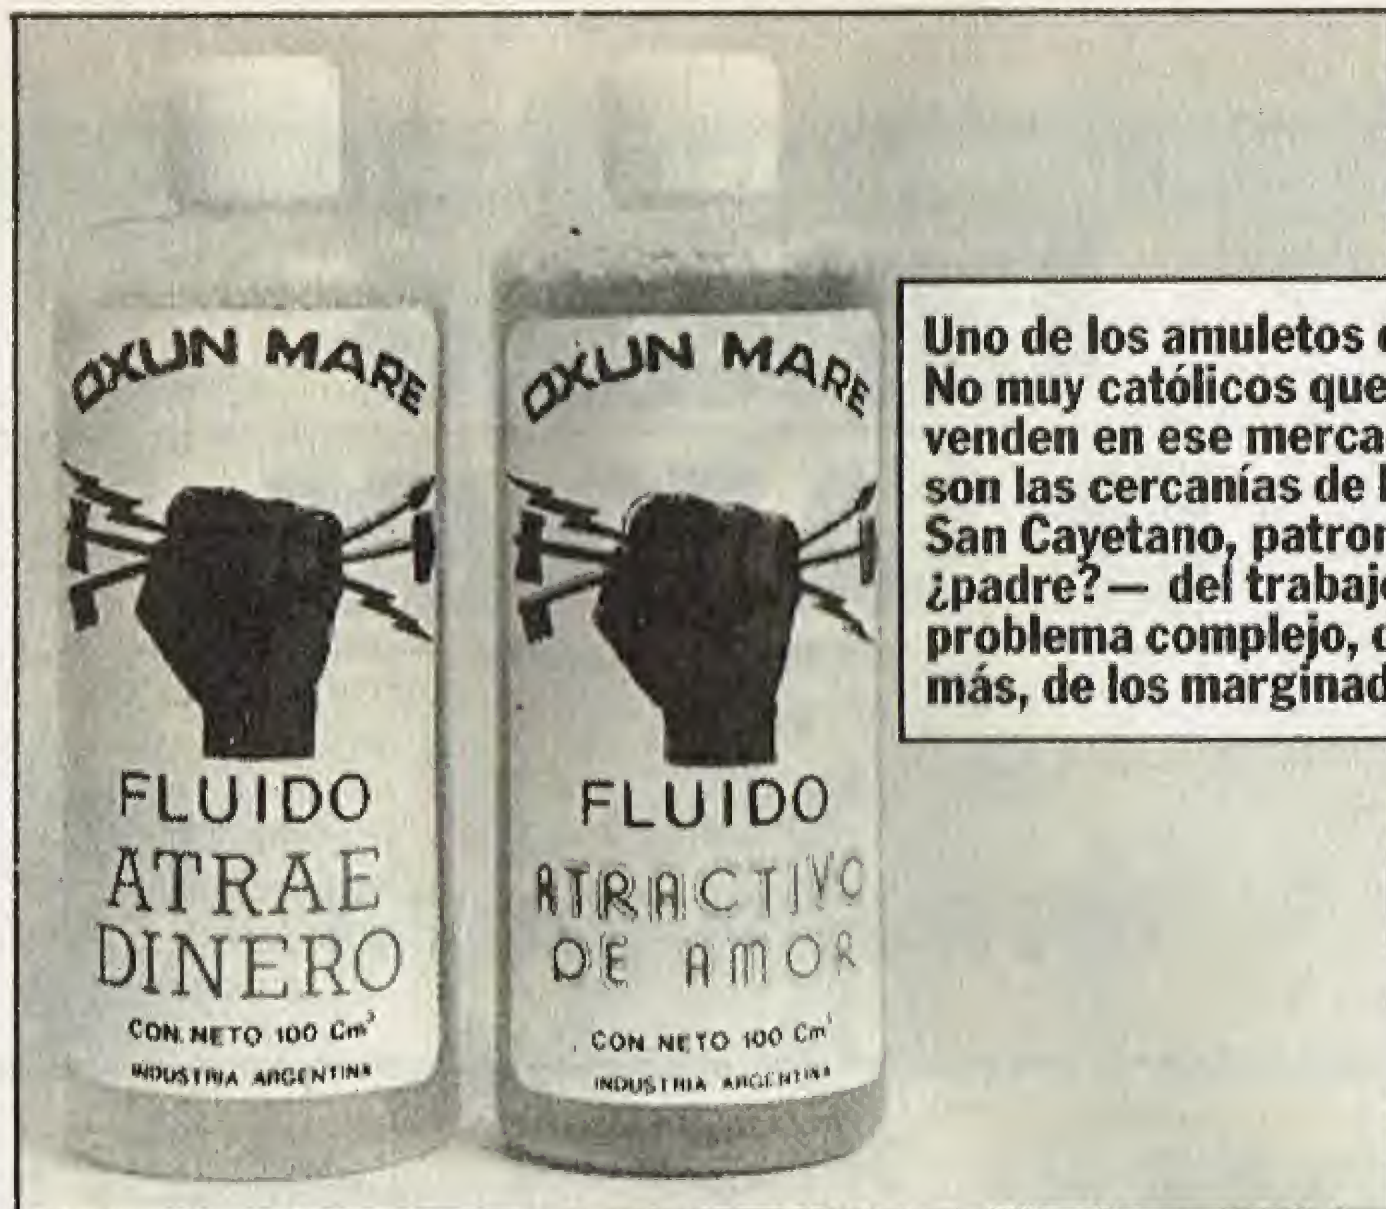 OXUN MARE
FLUIDO
ATRAE
DINERO
CON. NETO 100 Cm³
INDUSTRIA ARGENTINA
OXUN MARE
FLUIDO
ATRACTIVO
DE AMOR
CON NETO 100 Cm³
INDUSTRIA ARGENTINA
Uno de los amuletos
No muy católicos que
venden en ese merca
son las cercanías de
San Cayetano, patron
¿padre?— del trabajo
problema complejo,
más, de los marginad